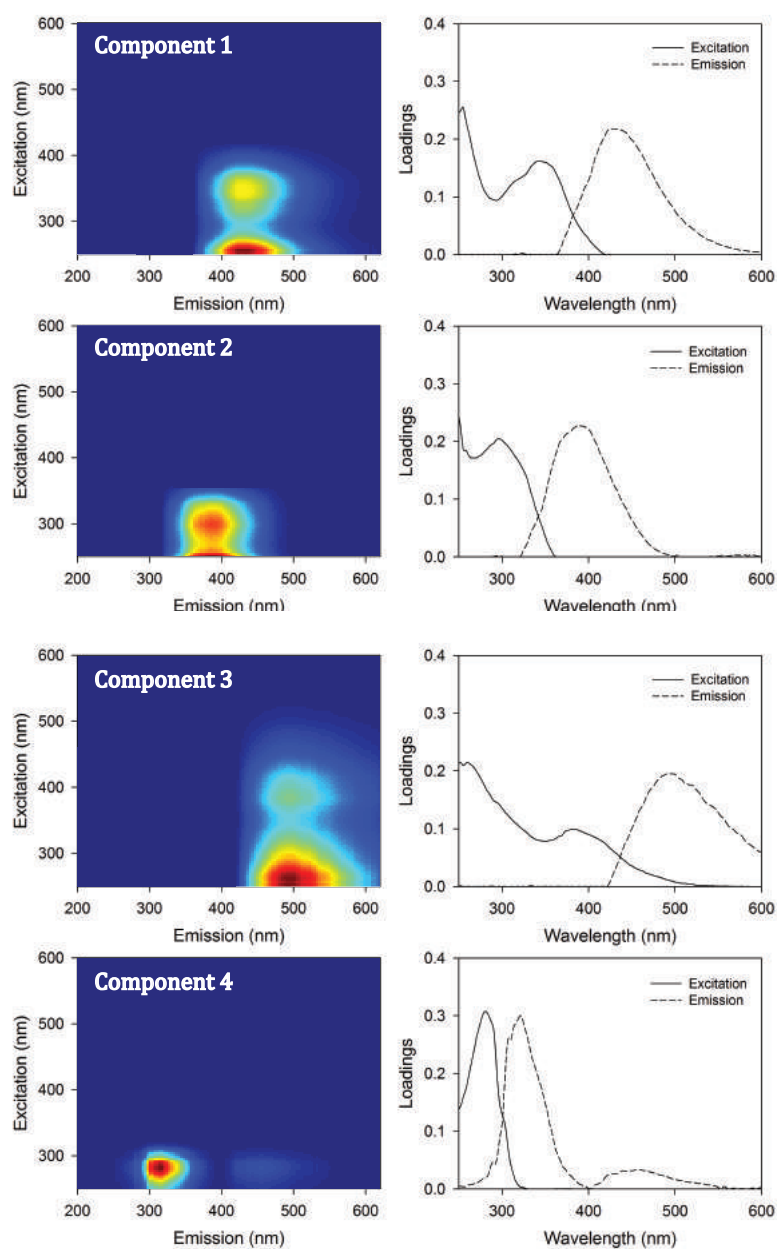 Component 1
Excitation (nm)
600
500
400
300
200 300 400 500 600
Emission (nm)
Loadings
0.4
0.3
0.2
0.1
0.0
Excitation
Emission
300 400 500 600
Wavelength (nm)
Component 2
Excitation (nm)
600
500
400
300
200 300 400 500 600
Emission (nm)
Loadings
0.4
0.3
0.2
0.1
0.0
Excitation
Emission
300 400 500 600
Wavelength (nm)
Component 3
Excitation (nm)
600
500
400
300
200 300 400 500 600
Emission (nm)
Loadings
0.4
0.3
0.2
0.1
0.0
Excitation
Emission
300 400 500 600
Wavelength (nm)
Component 4
Excitation (nm)
600
500
400
300
200 300 400 500 600
Emission (nm)
Loadings
0.4
0.3
0.2
0.1
0.0
Excitation
Emission
300 400 500 600
Wavelength (nm)